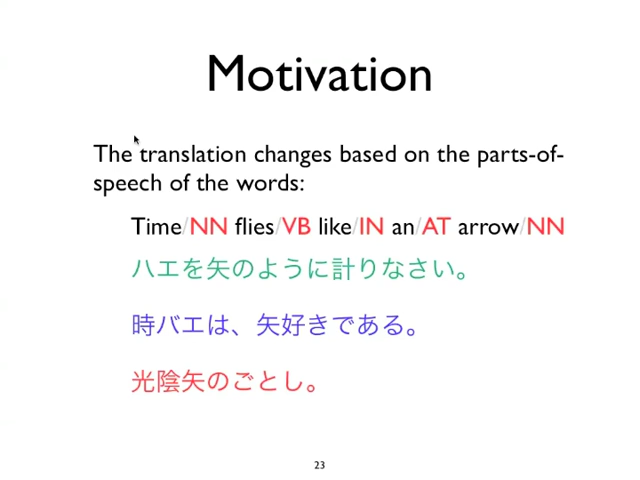 Motivation
The translation changes based on the parts-of-
speech of the words:
Time/NN flies/VB like/IN an/AT arrow/NN
ハエを矢のように計りなさい。
時バエは、矢好きである。
光陰矢のごとし。
23